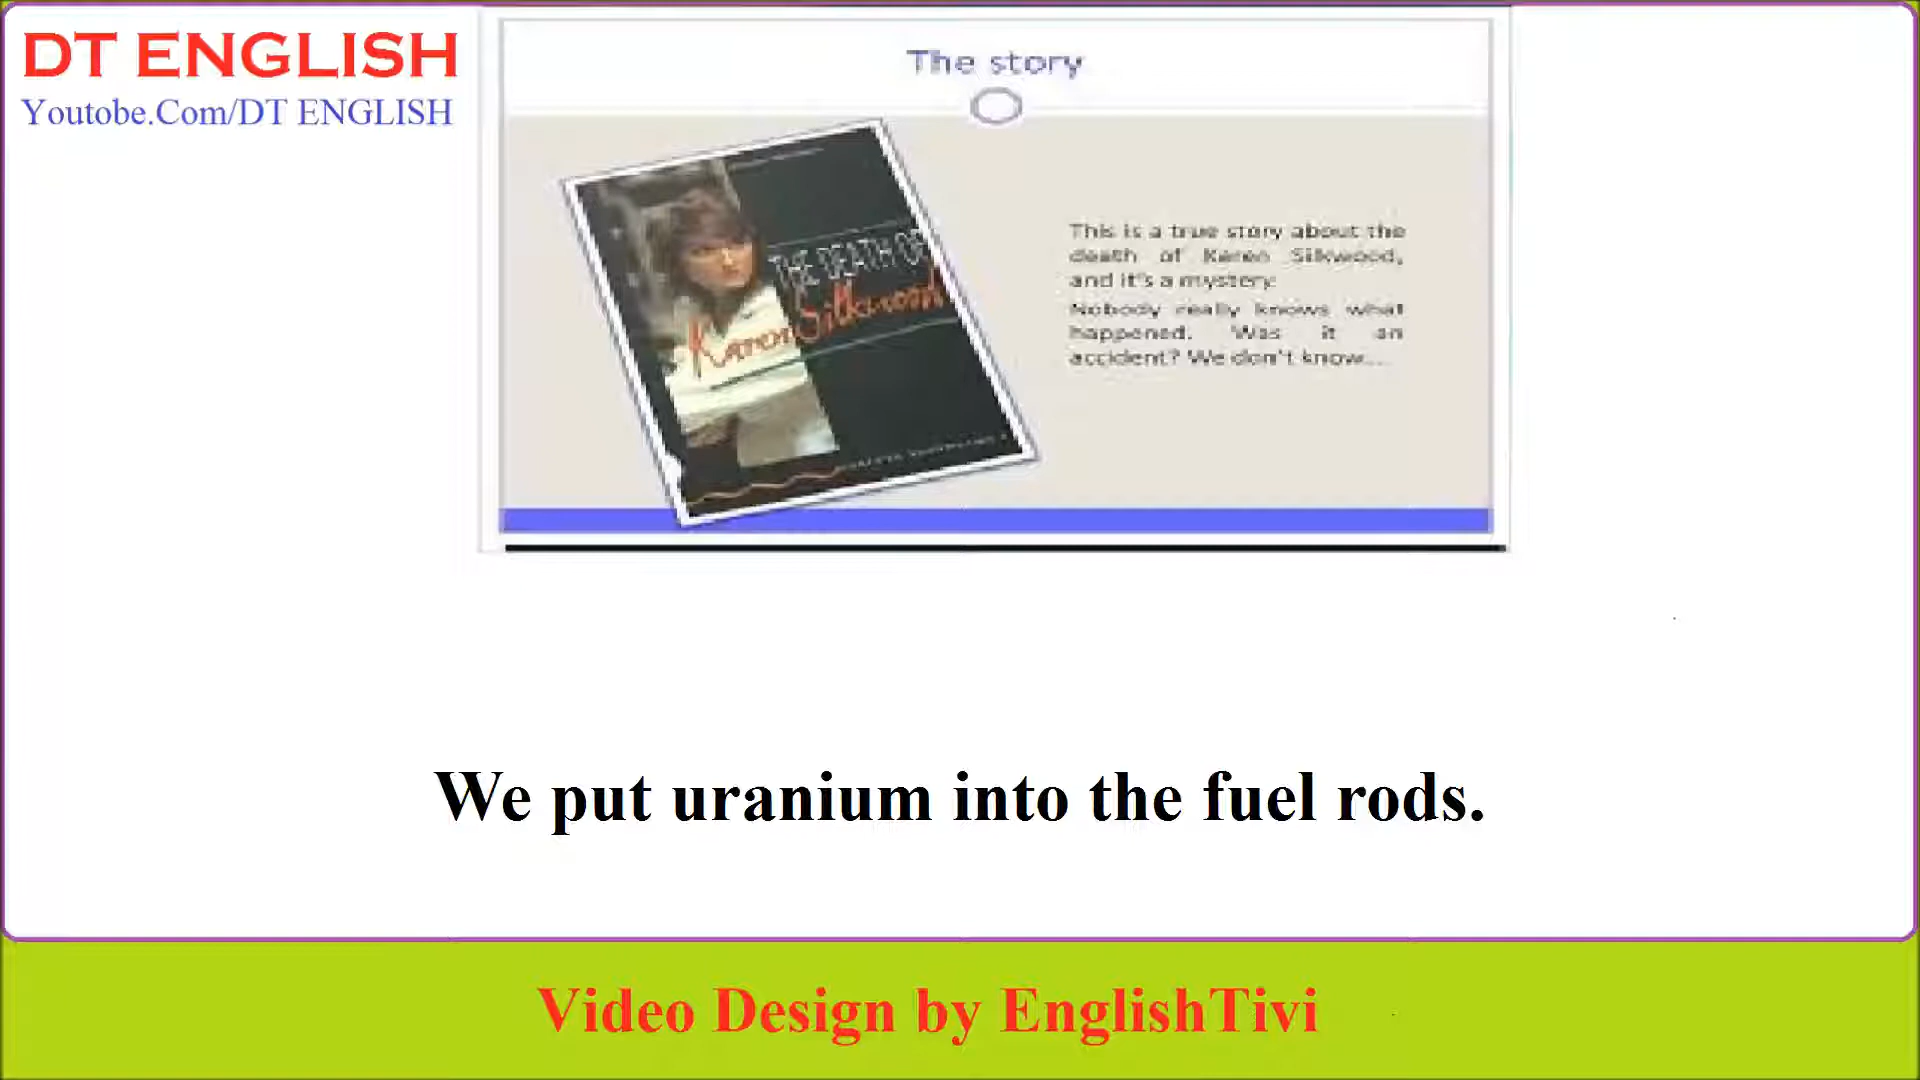 DT ENGLISH
Youtobe.Com/DT ENGLISH
The story
THE DEATH OF
Karen Silkwood
This is a true story about the
death of Karen Silkwood,
and it's a mystery.
Nobody really knows what
happened. Was it an
accident? We don't know...
We put uranium into the fuel rods.
Video Design by EnglishTivi